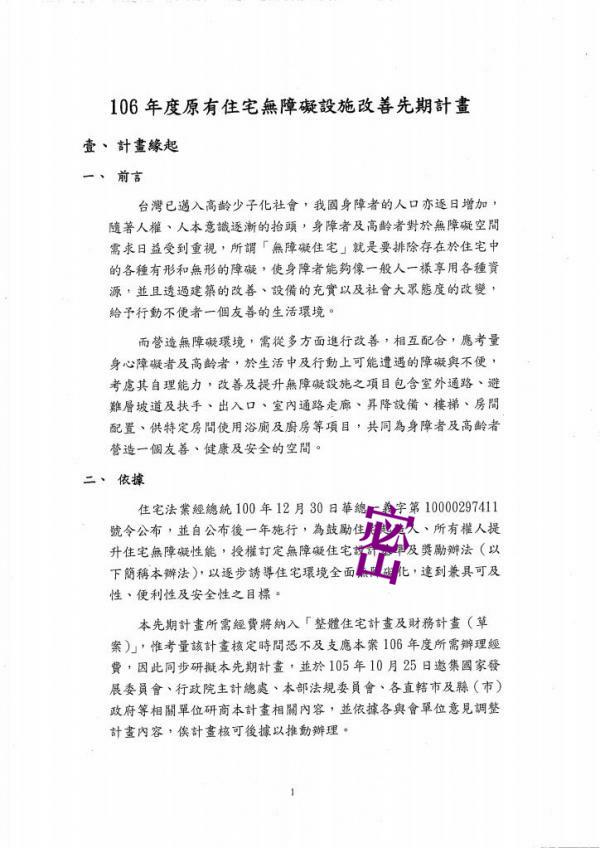 106 年度原有住宅無障礙設施改善先期計畫
壹、計畫緣起
一、 前言
台灣已邁入高齡少子化社會，我國身障者的人口亦逐日增加，
隨著人權、人本意識逐漸的抬頭，身障者及高齡者對於無障礙空間
需求日益受到重視，所謂「無障礙住宅」就是要排除存在於住宅中
的各種有形和無形的障礙，使身障者能夠像一般人一樣享用各種資
源，並且透過建築的改善、設備的充實以及社會大眾態度的改變，
給予行動不便者一個友善的生活環境。
而營造無障礙環境，需從多方面進行改善，相互配合，應考量
身心障礙者及高齡者，於生活中及行動上可能遭遇的障礙與不便，
考慮其自理能力，改善及提升無障礙設施之項目包含室外通路、避
難層坡道及扶手、出入口、室內通路走廊、昇降設備、樓梯、房間
配置、供特定房間使用浴廁及廚房等項目，共同為身障者及高齡者
營造一個友善、健康及安全的空間。
二、 依據
住宅法業經總統 100 年 12 月 30 日華總一義字第 10000297411
號令公布，並自公布後一年施行，為鼓勵住宅人、所有權人提
升住宅無障礙性能，授權訂定無障礙住宅設計基準及獎勵辦法（以
下簡稱本辦法），以逐步誘導住宅環境全面無障礙化，達到兼具可及
性、便利性及安全性之目標。
密
本先期計畫所需經費將納入「整體住宅計畫及財務計畫（草
案）」，惟考量該計畫核定時間恐不及支應本案 106 年度所需辦理經
費，因此同步研擬本先期計畫，並於 105 年 10 月 25 日邀集國家發
展委員會、行政院主計總處、本部法規委員會、各直轄市及縣（市）
政府等相關單位研商本計畫相關內容，並依據各與會單位意見調整
計畫內容，俟計畫核可後據以推動辦理。
1